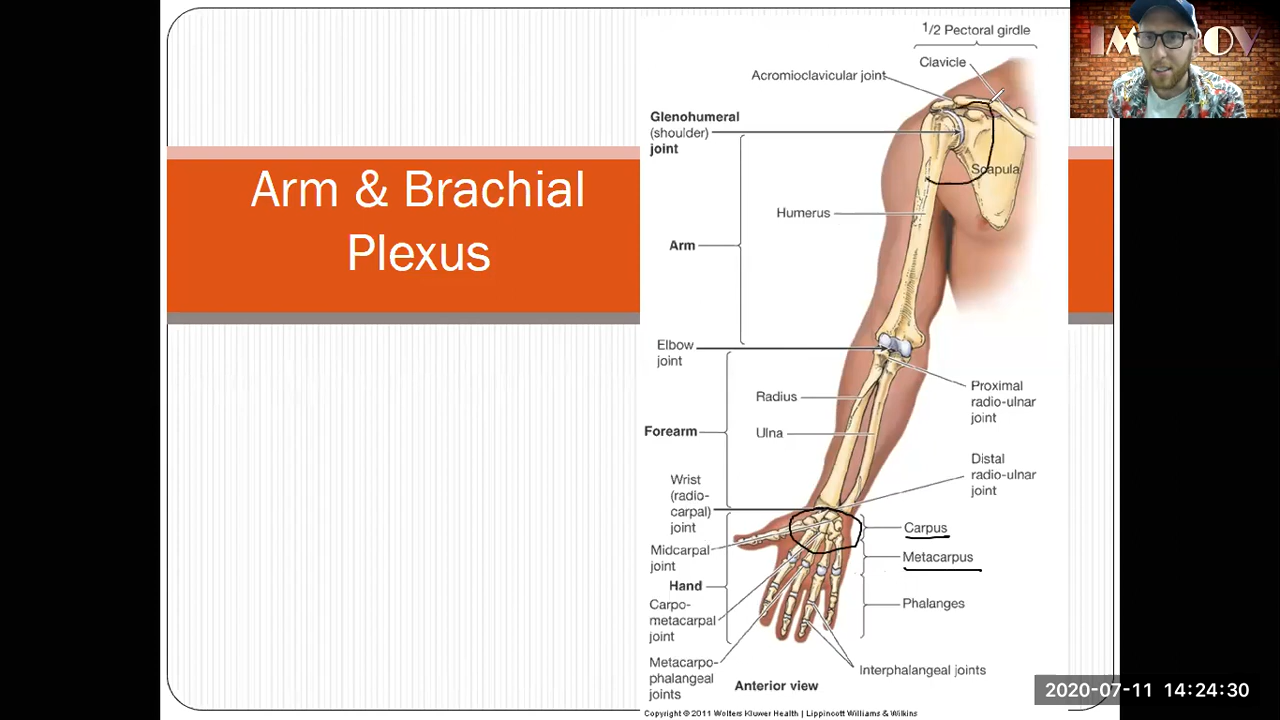 Arm & Brachial
Plexus
1/2 Pectoral girdle
Clavicle
Acromioclavicular joint
Glenohumeral
(shoulder)
joint
Scapula
Humerus
Arm
Elbow
joint
Proximal
radio-ulnar
joint
Radius
Forearm
Ulna
Distal
radio-ulnar
joint
Wrist
(radio-
carpal)
joint
Carpus
Midcarpal
joint
Metacarpus
Hand
Phalanges
Carpo-
metacarpal
joint
Metacarpo-
phalangeal
joints
Interphalangeal joints
Anterior view
Copyright © 2011 Wolters Kluwer Health | Lippincott Williams & Wilkins
2020-07-11 14:24:30